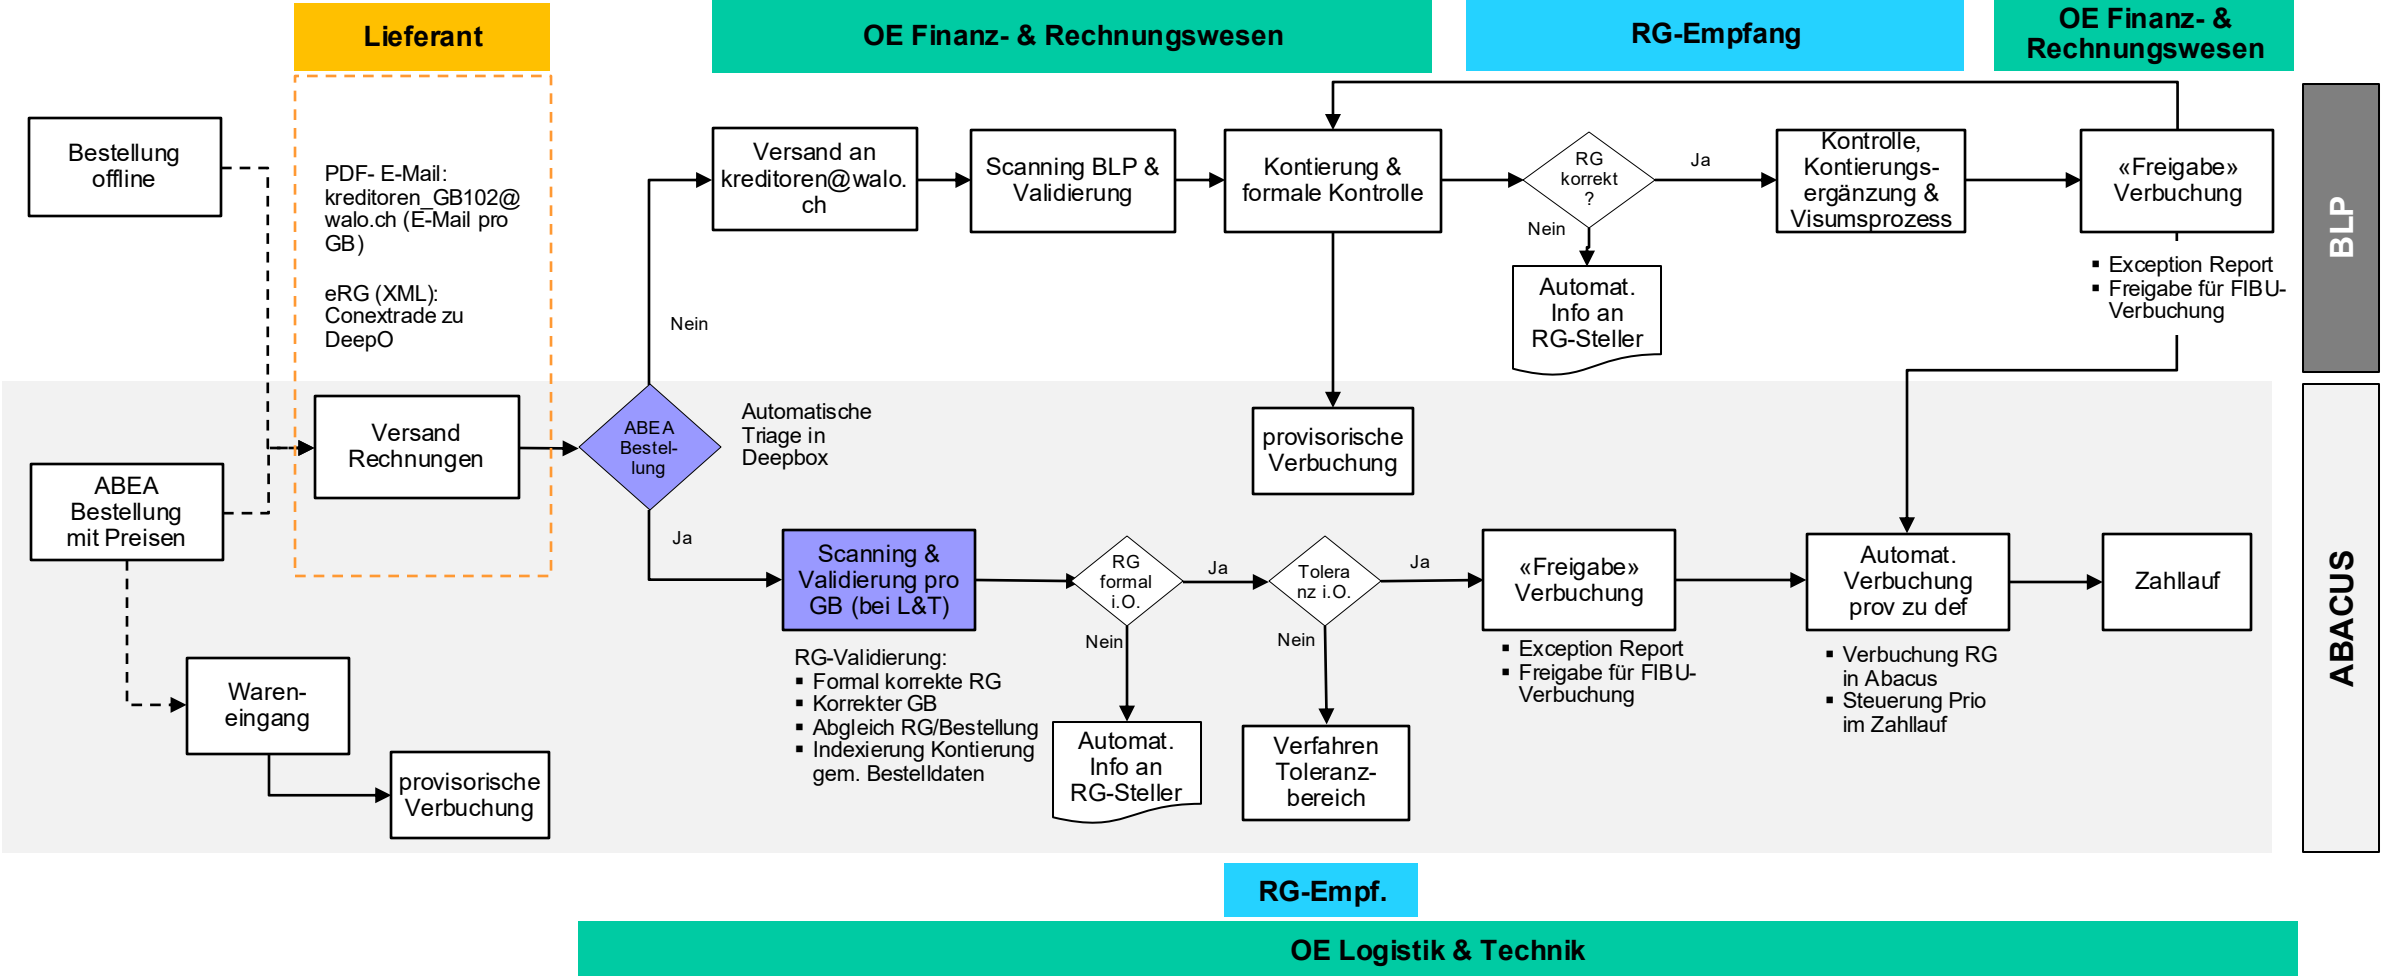 Lieferant
OE Finanz- & Rechnungswesen
RG-Empfang
OE Finanz- &
Rechnungswesen
Bestellung
offline
PDF- E-Mail:
kreditoren_GB102@
walo.ch (E-Mail pro
GB)
eRG (XML):
Conextrade zu
DeepO
Versand an
kreditoren@walo.
ch
Scanning BLP &
Validierung
Kontierung &
formale Kontrolle
RG
korrekt
?
Ja
Nein
Automat.
Info an
RG-Steller
Kontrolle,
Kontierungs-
ergänzung &
Visumsprozess
«Freigabe»
Verbuchung
▪ Exception Report
▪ Freigabe für FIBU-
Verbuchung
BLP
Nein
ABEA
Bestellung
mit Preisen
Versand
Rechnungen
ABEA
Bestel-
lung
Automatische
Triage in
Deepbox
provisorische
Verbuchung
Ja
Scanning &
Validierung pro
GB (bei L&T)
RG-Validierung:
▪ Formal korrekte RG
▪ Korrekter GB
▪ Abgleich RG/Bestellung
▪ Indexierung Kontierung
gem. Bestelldaten
RG
formal
i.O.
Ja
Nein
Automat.
Info an
RG-Steller
Tolera
nz i.O.
Ja
Nein
Verfahren
Toleranz-
bereich
«Freigabe»
Verbuchung
▪ Exception Report
▪ Freigabe für FIBU-
Verbuchung
Automat.
Verbuchung
prov zu def
▪ Verbuchung RG
in Abacus
▪ Steuerung Prio
im Zahllauf
Zahllauf
ABACUS
Waren-
eingang
provisorische
Verbuchung
RG-Empf.
OE Logistik & Technik